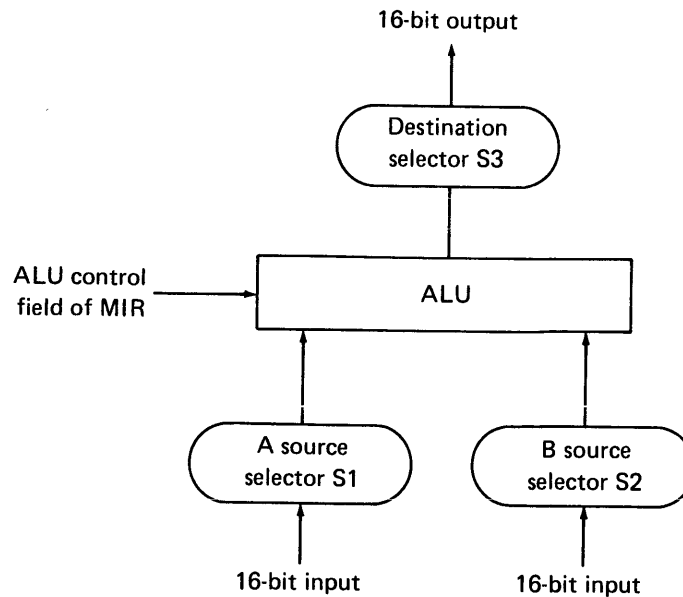 16-bit output
Destination
selector S3
ALU control
field of MIR
ALU
A source
selector S1
B source
selector S2
16-bit input
16-bit input